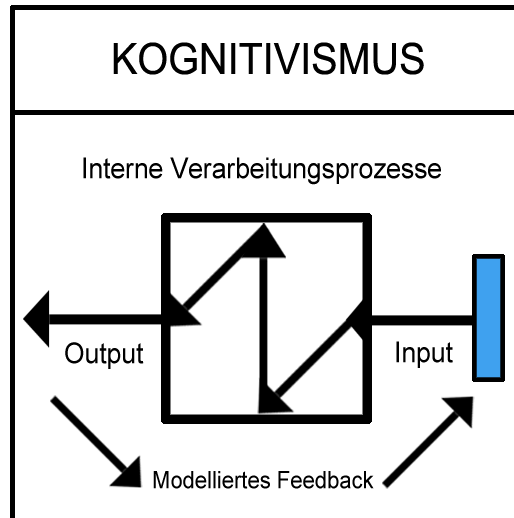 KOGNITIVISMUS
Interne Verarbeitungsprozesse
Output
Input
Modelliertes Feedback